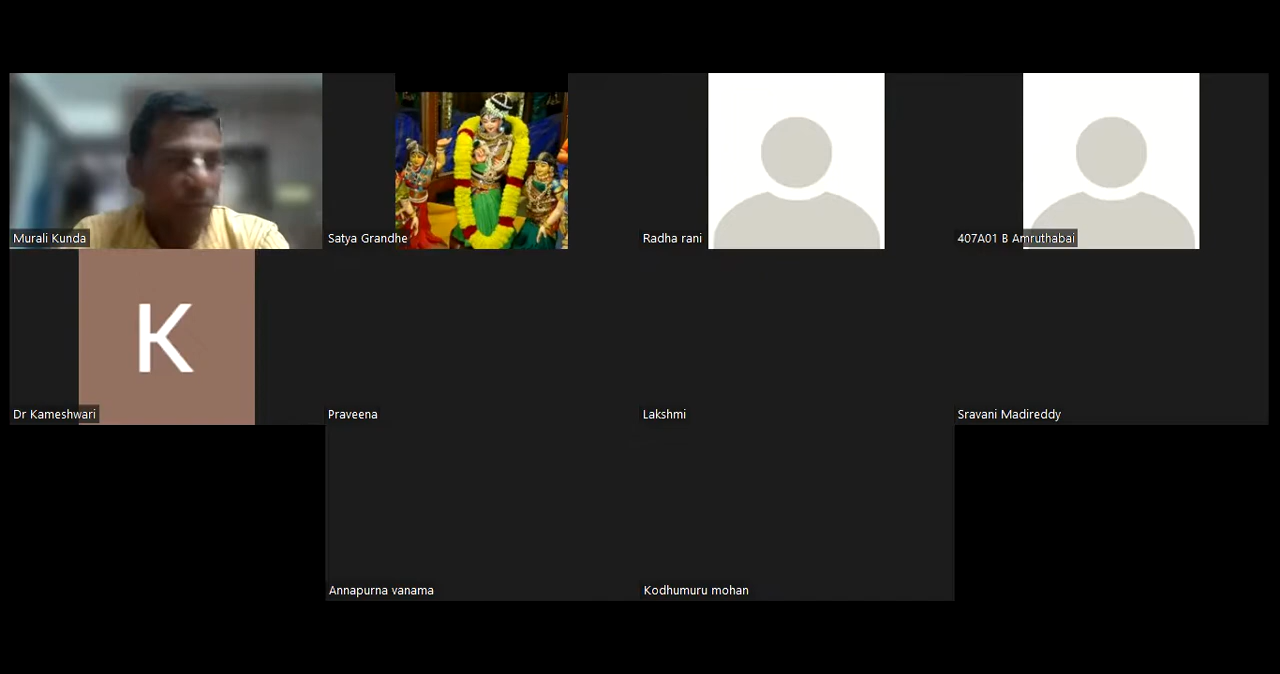 Murali Kunda
Satya Grandhe
Radha rani
407A01 B Amruthabai
K
Dr Kameshwari
Praveena
Lakshmi
Sravani Madireddy
Annapurna vanama
Kodhumuru mohan